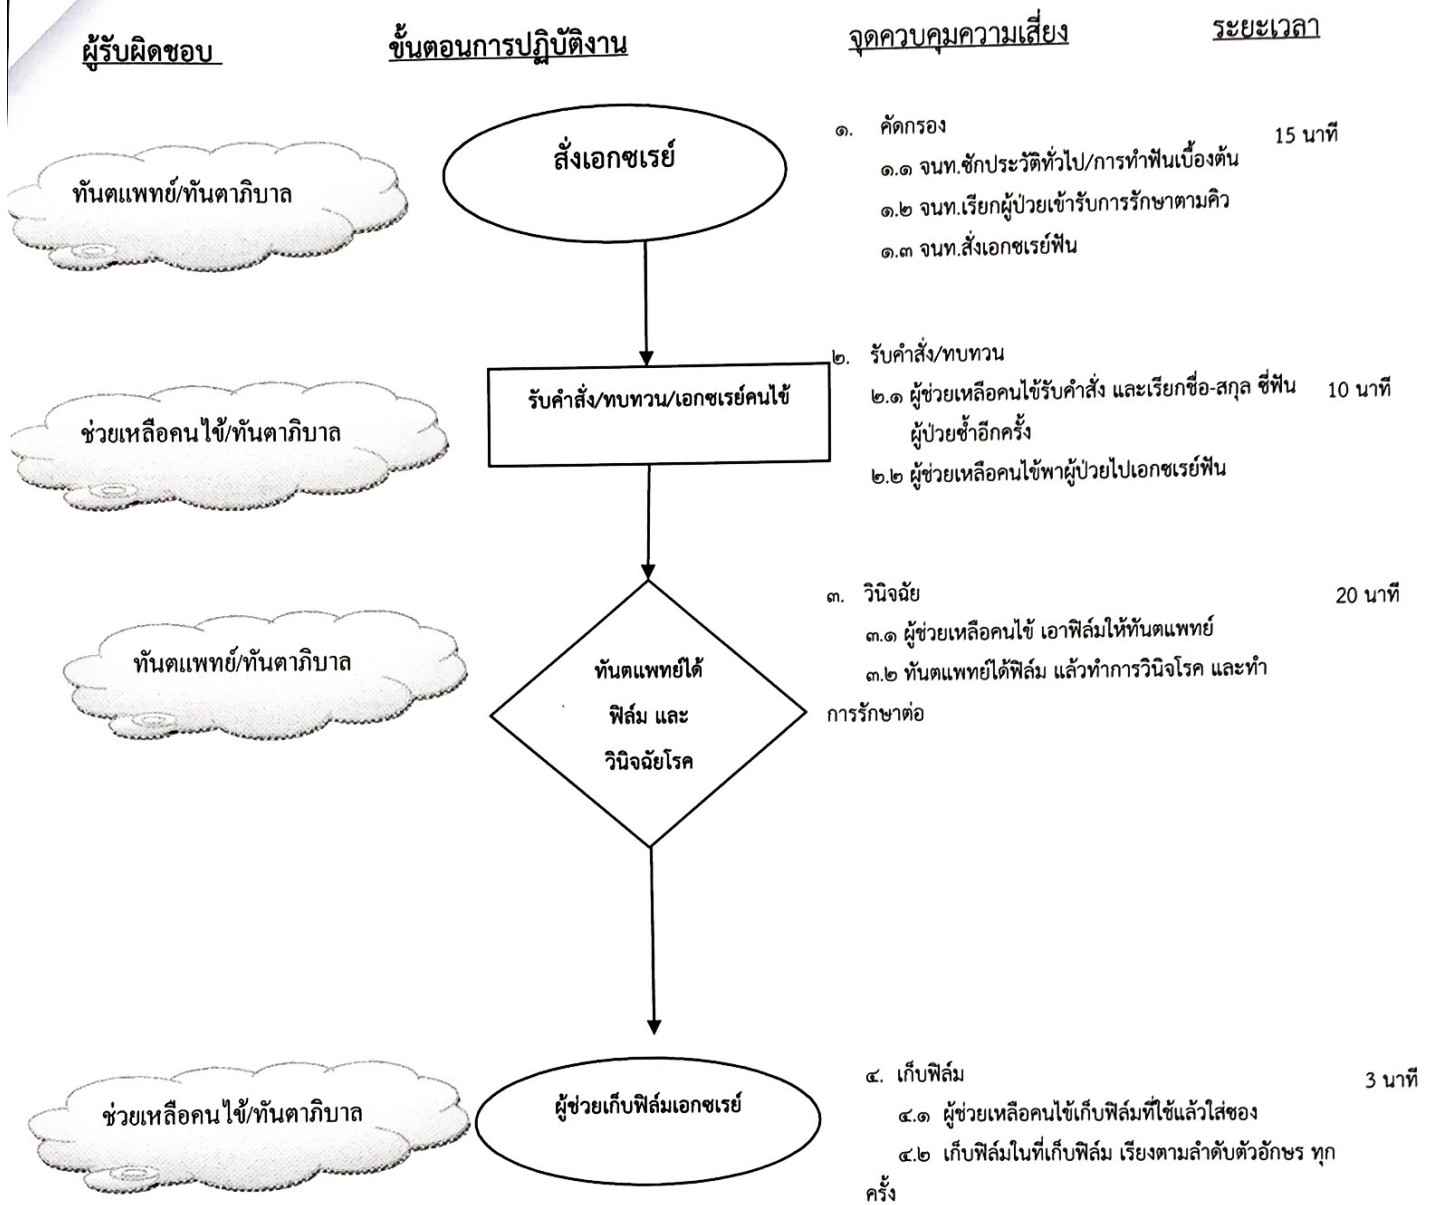 ผู้รับผิดชอบ ขั้นตอนการปฏิบัติงาน จุดควบคุมความเสี่ยง ระยะเวลา
ทันตแพทย์/ทันตาภิบาล
สั่งเอกซเรย์
๑. คัดกรอง 15 นาที
๑.๑ จนท.ซักประวัติทั่วไป/การทำฟันเบื้องต้น
๑.๒ จนท.เรียกผู้ป่วยเข้ารับการรักษาตามคิว
๑.๓ จนท.สั่งเอกซเรย์ฟัน
ช่วยเหลือคนไข้/ทันตาภิบาล
รับคำสั่ง/ทบทวน/เอกซเรย์คนไข้
๒. รับคำสั่ง/ทบทวน
๒.๑ ผู้ช่วยเหลือคนไข้รับคำสั่ง และเรียกชื่อ-สกุล ซี่ฟัน 10 นาที
ผู้ป่วยซ้ำอีกครั้ง
๒.๒ ผู้ช่วยเหลือคนไข้พาผู้ป่วยไปเอกซเรย์ฟัน
ทันตแพทย์/ทันตาภิบาล
ทันตแพทย์ได้
ฟิล์ม และ
วินิจฉัยโรค
๓. วินิจฉัย 20 นาที
๓.๑ ผู้ช่วยเหลือคนไข้ เอาฟิล์มให้ทันตแพทย์
๓.๒ ทันตแพทย์ได้ฟิล์ม แล้วทำการวินิจโรค และทำ
การรักษาต่อ
ช่วยเหลือคนไข้/ทันตาภิบาล
ผู้ช่วยเก็บฟิล์มเอกซเรย์
๔. เก็บฟิล์ม 3 นาที
๔.๑ ผู้ช่วยเหลือคนไข้เก็บฟิล์มที่ใช้แล้วใส่ซอง
๔.๒ เก็บฟิล์มในที่เก็บฟิล์ม เรียงตามลำดับตัวอักษร ทุก
ครั้ง